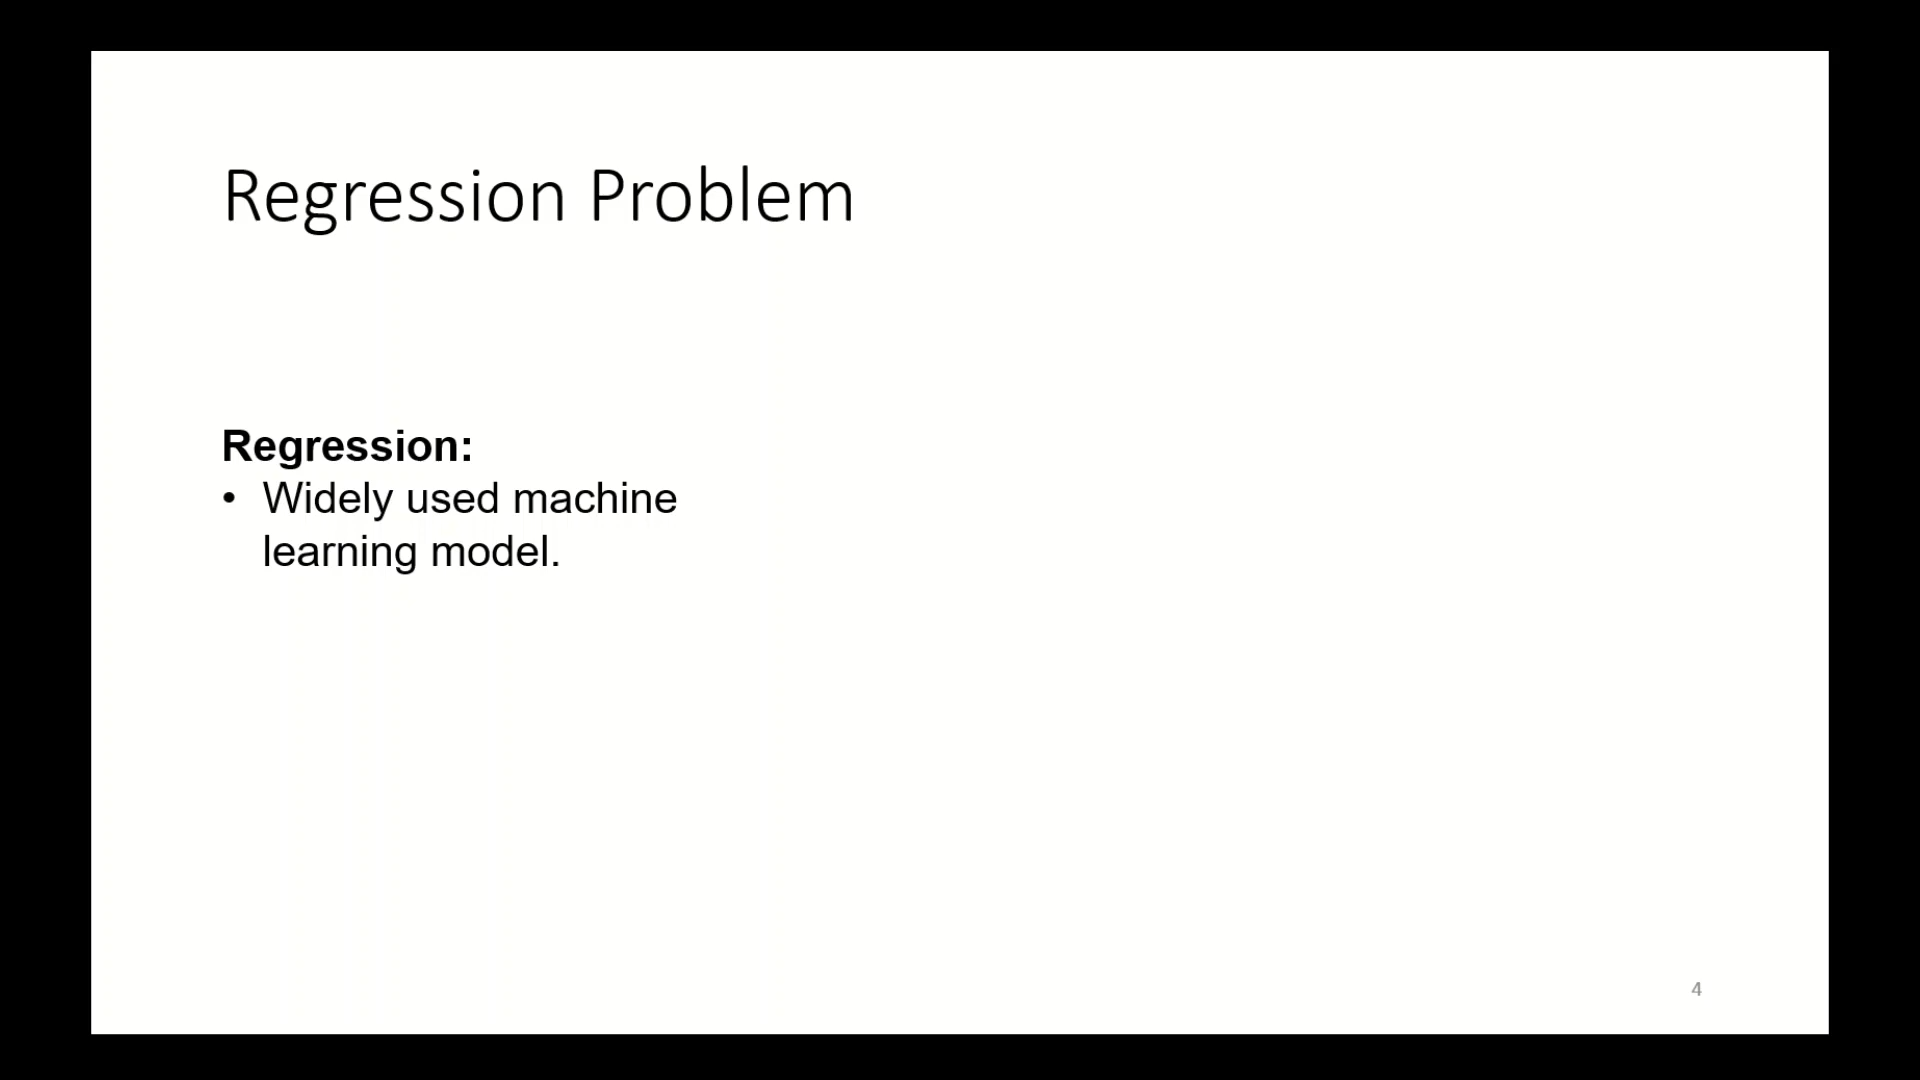 Regression Problem
Regression:
• Widely used machine
learning model.
4